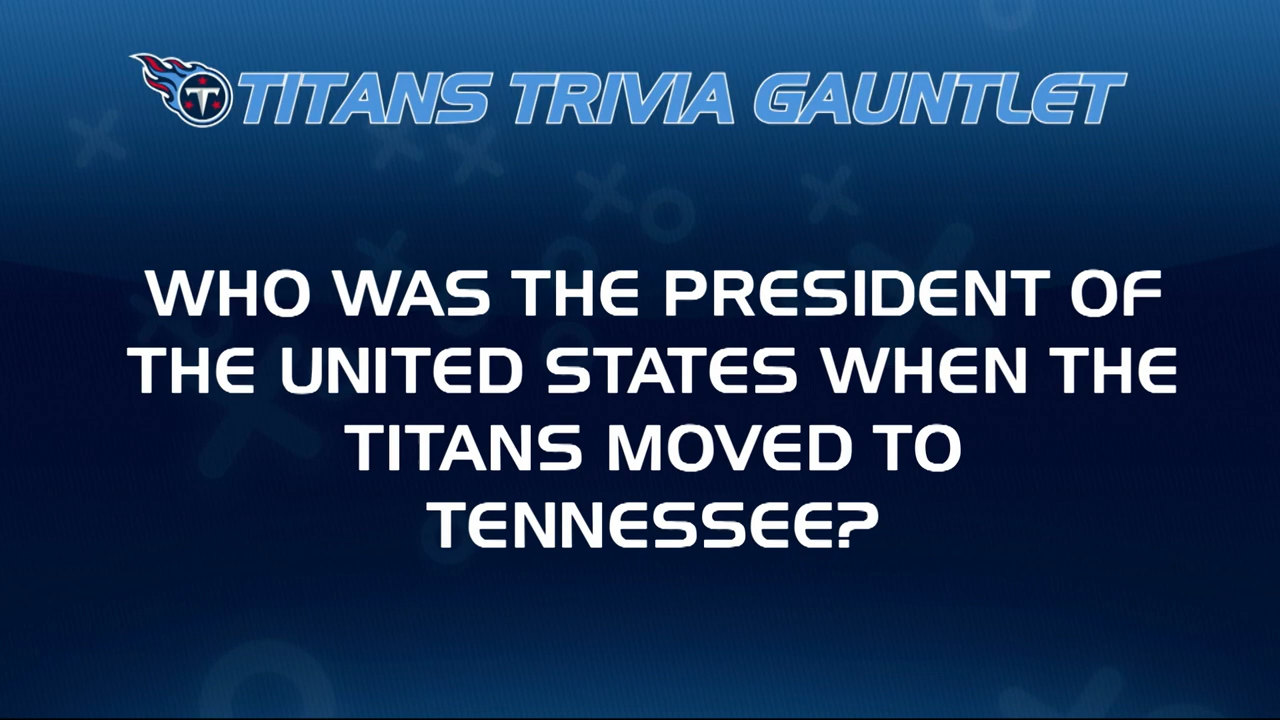 T TITANS TRIVIA GAUNTLET
WHO WAS THE PRESIDENT OF
THE UNITED STATES WHEN THE
TITANS MOVED TO
TENNESSEE?